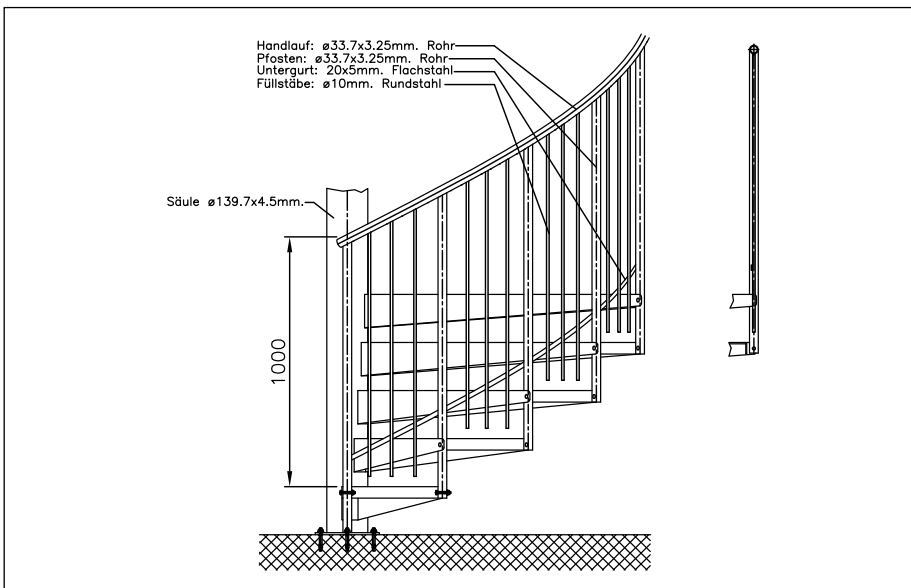 Handlauf: ø33.7x3.25mm. Rohr
Pfosten: ø33.7x3.25mm. Rohr
Untergurt: 20x5mm. Flachstahl
Füllstäbe: ø10mm. Rundstahl
Säule ø139.7x4.5mm.
1000